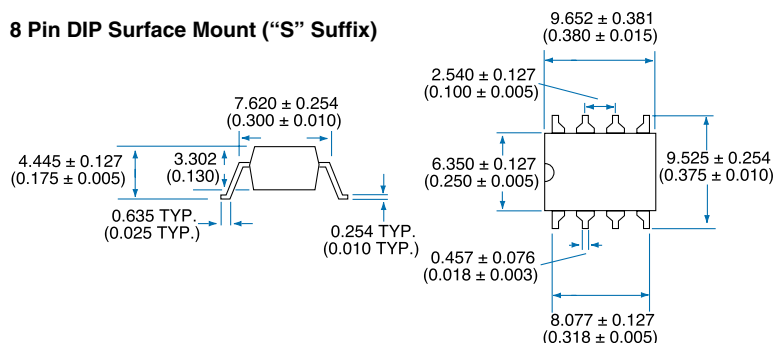 8 Pin DIP Surface Mount (“S” Suffix)
9.652 ± 0.381
(0.380 ± 0.015)
2.540 ± 0.127
(0.100 ± 0.005)
7.620 ± 0.254
(0.300 ± 0.010)
4.445 ± 0.127
(0.175 ± 0.005)
3.302
(0.130)
6.350 ± 0.127
(0.250 ± 0.005)
9.525 ± 0.254
(0.375 ± 0.010)
0.635 TYP.
(0.025 TYP.)
0.254 TYP.
(0.010 TYP.)
0.457 ± 0.076
(0.018 ± 0.003)
8.077 ± 0.127
(0.318 ± 0.005)